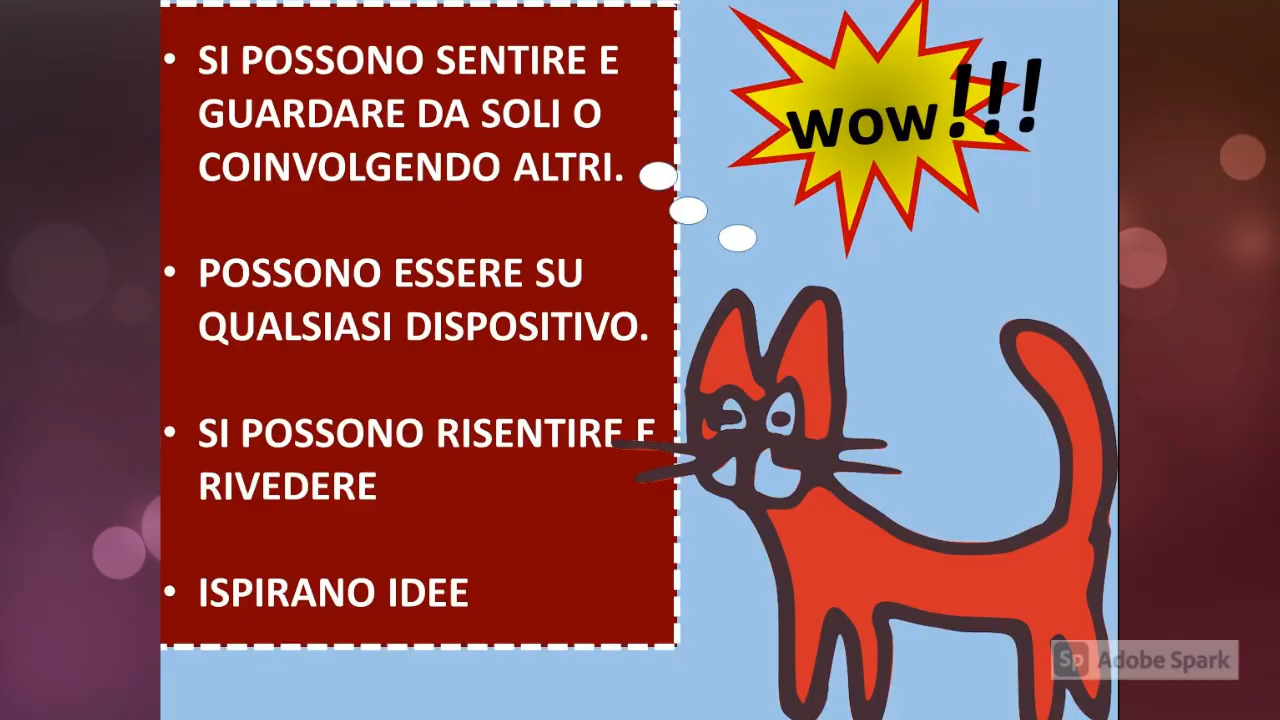 • SI POSSONO SENTIRE E
GUARDARE DA SOLI O
COINVOLGENDO ALTRI.
• POSSONO ESSERE SU
QUALSIASI DISPOSITIVO.
• SI POSSONO RISENTIRE E
RIVEDERE
• ISPIRANO IDEE
WOW!!!
Sp Adobe Spark